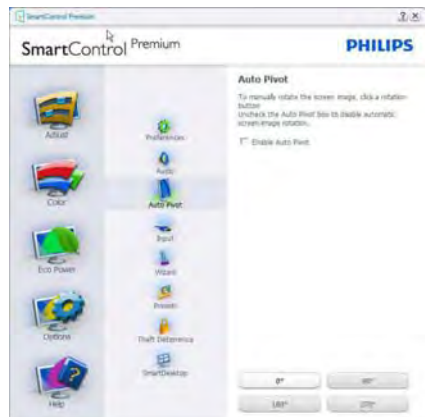 SmartControl Premium
? X
SmartControl Premium
PHILIPS
Adjust
Color
Eco Power
Options
Help
Preferences
Audio
Auto Pivot
Input
Wizard
Presets
Theft Deterrence
SmartDesktop
Auto Pivot
To manually rotate the screen image, click a rotation
button
Uncheck the Auto Pivot box to disable automatic
screen image rotation.
Enable Auto Pivot
0°
90°
180°
270°